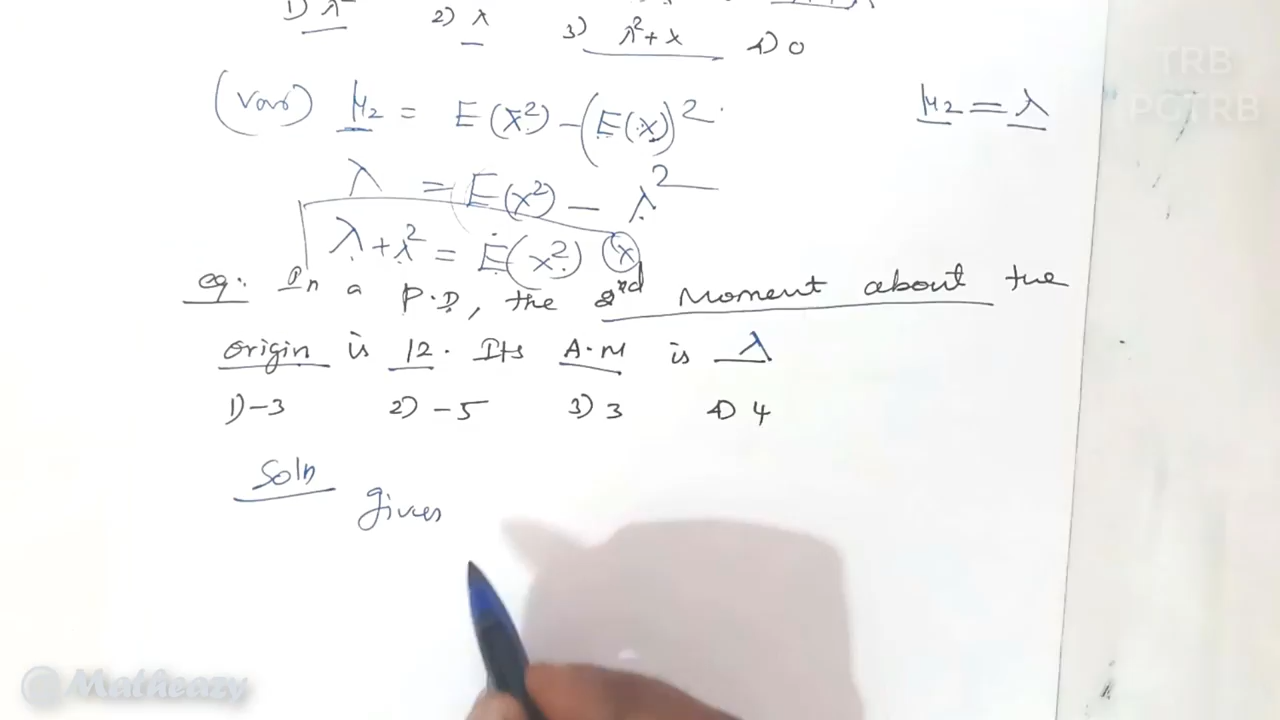 1) λ² 2) λ 3) λ²+λ 4) 0
(Var) μ₂ = E(X²) - (E(X))² μ₂ = λ
λ = E(x²) - λ²
λ + λ² = E(x²)
eg: In a P.D, the 2nd Moment about the
origin is 12. Its A.M is λ
1) -3 2) -5 3) 3 4) 4
Soln
given
TRB
PGTRB
Matheazy